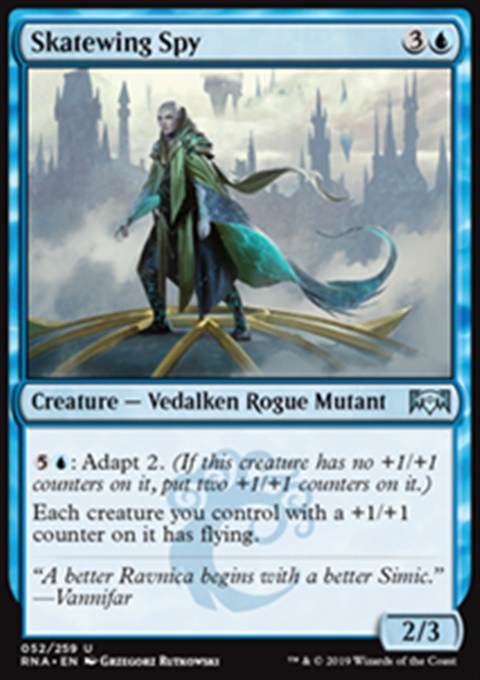 Skatewing Spy 3
Creature — Vedalken Rogue Mutant
5: Adapt 2. (If this creature has no +1/+1
counters on it, put two +1/+1 counters on it.)
Each creature you control with a +1/+1
counter on it has flying.
“A better Ravnica begins with a better Simic.”
—Vannifar
2/3
052/259 U
RNA • EN Grzegorz Rutkowski ™ & © 2019 Wizards of the Coast